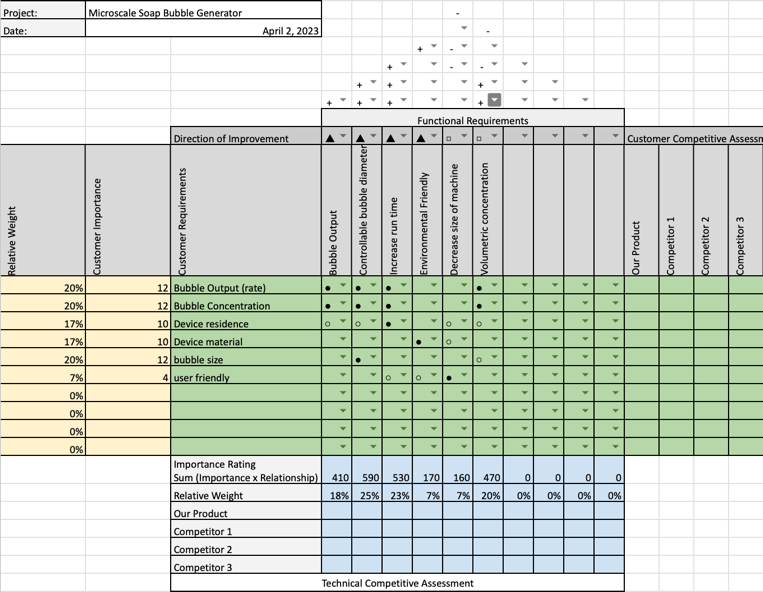 Project: Microscale Soap Bubble Generator
-
Date: April 2, 2023
-
+ -
+ - -
+ + +
+ + + +
Functional Requirements
Direction of Improvement ▲ ▲ ▲ ▲ □ □ Customer Competitive Assessn
Relative Weight
Customer Importance
Customer Requirements
Bubble Output
Controllable bubble diameter
Increase run time
Environmental Friendly
Decrease size of machine
Volumetric concentration
Our Product
Competitor 1
Competitor 2
Competitor 3
20% 12 Bubble Output (rate) ● ● ● ●
20% 12 Bubble Concentration ● ● ● ●
17% 10 Device residence ○ ○ ● ○ ○
17% 10 Device material ● ○
20% 12 bubble size ● ○
7% 4 user friendly ○ ○ ●
0%
0%
0%
0%
Importance Rating
Sum (Importance x Relationship) 410 590 530 170 160 470 0 0 0 0
Relative Weight 18% 25% 23% 7% 7% 20% 0% 0% 0% 0%
Our Product
Competitor 1
Competitor 2
Competitor 3
Technical Competitive Assessment